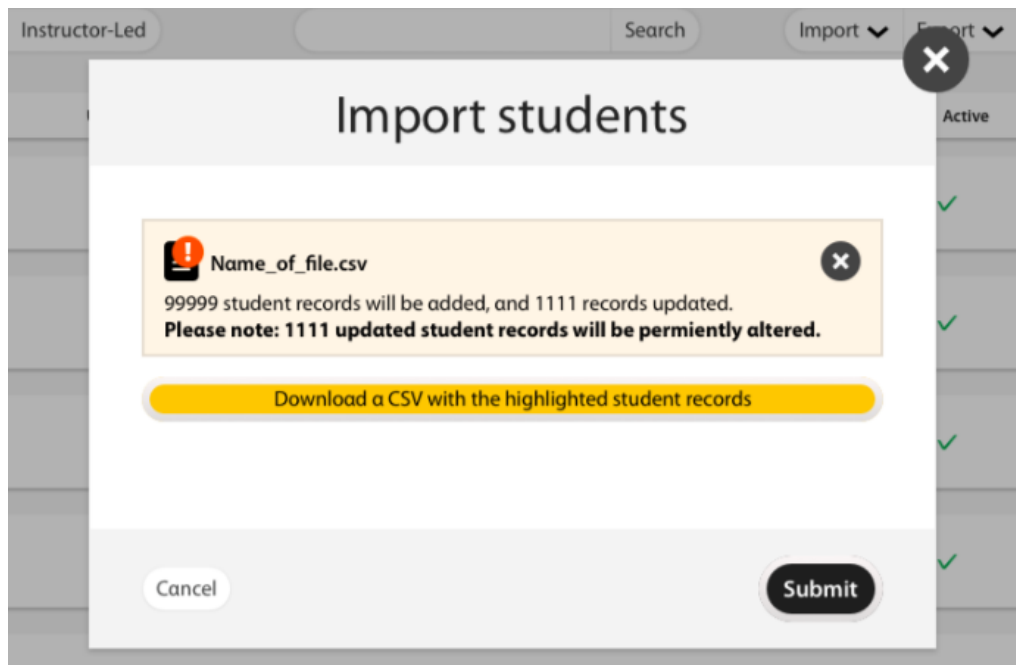 Instructor-Led
Search
Import
Import students
Active
Name_of_file.csv
99999 student records will be added, and 1111 records updated.
Please note: 1111 updated student records will be permiently altered.
Download a CSV with the highlighted student records
Cancel
Submit